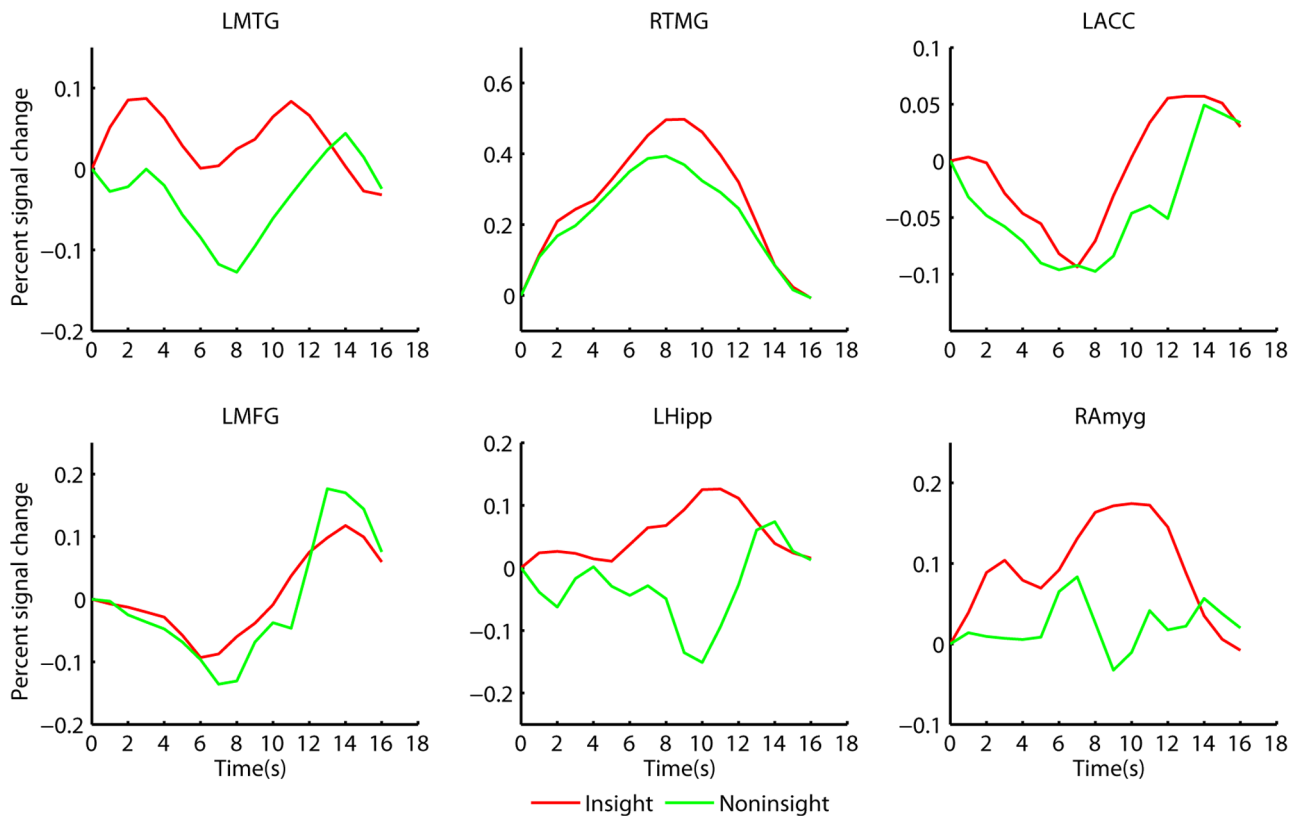 LMTG
RTMG
LACC
Percent signal change
0.1
0
−0.1
−0.2
0 2 4 6 8 10 12 14 16 18
0.6
0.4
0.2
0
0 2 4 6 8 10 12 14 16 18
0.1
0.05
0
−0.05
−0.1
0 2 4 6 8 10 12 14 16 18
LMFG
LHipp
RAmyg
Percent signal change
0.2
0.1
0
−0.1
−0.2
0 2 4 6 8 10 12 14 16 18
Time(s)
0.2
0.1
0
−0.1
−0.2
0 2 4 6 8 10 12 14 16 18
Time(s)
0.2
0.1
0
−0.1
0 2 4 6 8 10 12 14 16 18
Time(s)
Insight Noninsight